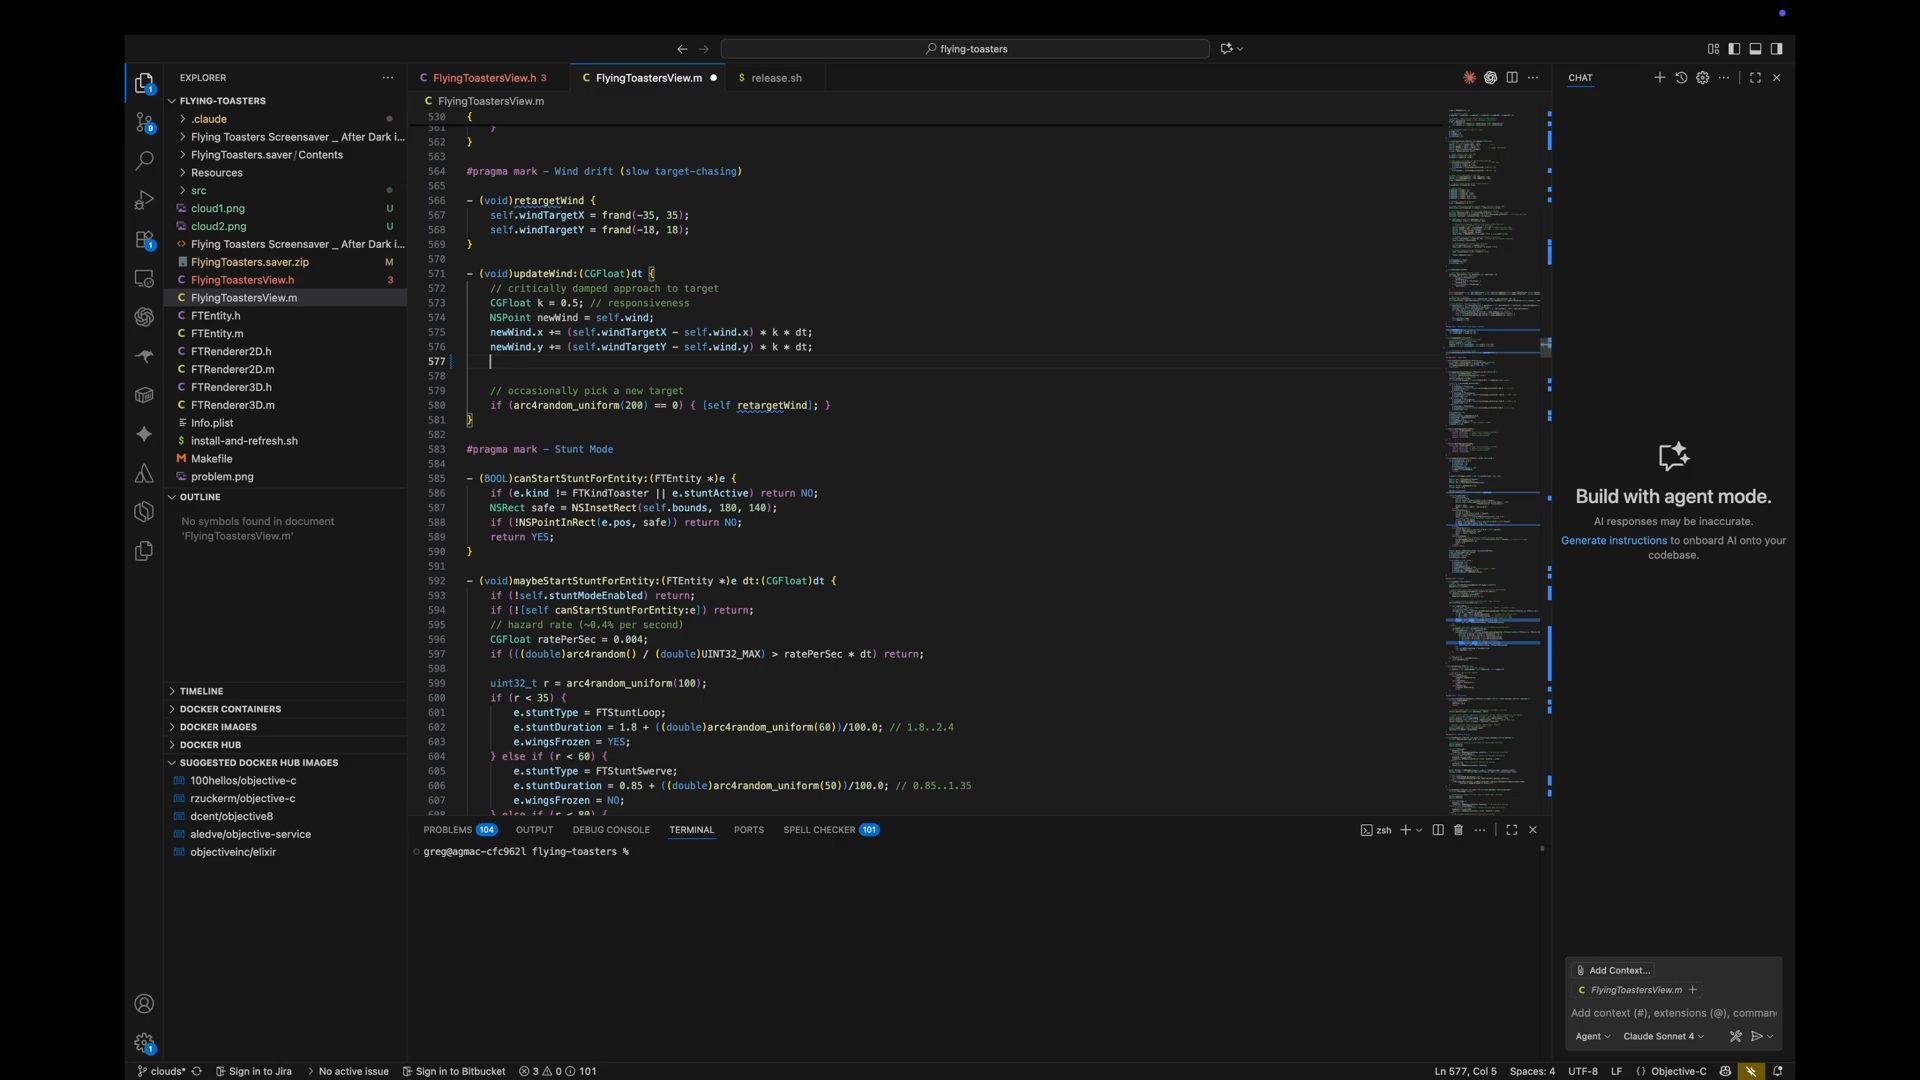 flying-toasters
EXPLORER
FLYING-TOASTERS
.claude
Flying Toasters Screensaver _ After Dark i...
FlyingToasters.saver/Contents
Resources
src
cloud1.png U
cloud2.png U
Flying Toasters Screensaver _ After Dark i...
FlyingToasters.saver.zip M
FlyingToastersView.h 3
FlyingToastersView.m
FTEntity.h
FTEntity.m
FTRenderer2D.h
FTRenderer2D.m
FTRenderer3D.h
FTRenderer3D.m
Info.plist
install-and-refresh.sh
Makefile
problem.png
OUTLINE
No symbols found in document
'FlyingToastersView.m'
TIMELINE
DOCKER CONTAINERS
DOCKER IMAGES
DOCKER HUB
SUGGESTED DOCKER HUB IMAGES
100hellos/objective-c
rzuckerm/objective-c
dcent/objective8
aledve/objective-service
objectiveinc/elixir
FlyingToastersView.h 3
FlyingToastersView.m
release.sh
FlyingToastersView.m
530 {
561 }
562 }
563
564 #pragma mark - Wind drift (slow target-chasing)
565
566 - (void)retargetWind {
567 self.windTargetX = frand(-35, 35);
568 self.windTargetY = frand(-18, 18);
569 }
570
571 - (void)updateWind:(CGFloat)dt {
572 // critically damped approach to target
573 CGFloat k = 0.5; // responsiveness
574 NSPoint newWind = self.wind;
575 newWind.x += (self.windTargetX - self.wind.x) * k * dt;
576 newWind.y += (self.windTargetY - self.wind.y) * k * dt;
577
578
579 // occasionally pick a new target
580 if (arc4random_uniform(200) == 0) { [self retargetWind]; }
581 }
582
583 #pragma mark - Stunt Mode
584
585 - (BOOL)canStartStuntForEntity:(FTEntity *)e {
586 if (e.kind != FTKindToaster || e.stuntActive) return NO;
587 NSRect safe = NSInsetRect(self.bounds, 180, 140);
588 if (!NSPointInRect(e.pos, safe)) return NO;
589 return YES;
590 }
591
592 - (void)maybeStartStuntForEntity:(FTEntity *)e dt:(CGFloat)dt {
593 if (!self.stuntModeEnabled) return;
594 if (![self canStartStuntForEntity:e]) return;
595 // hazard rate (~0.4% per second)
596 CGFloat ratePerSec = 0.004;
597 if (((double)arc4random() / (double)UINT32_MAX) > ratePerSec * dt) return;
598
599 uint32_t r = arc4random_uniform(100);
600 if (r < 35) {
601 e.stuntType = FTStuntLoop;
602 e.stuntDuration = 1.8 + ((double)arc4random_uniform(60))/100.0; // 1.8..2.4
603 e.wingsFrozen = YES;
604 } else if (r < 60) {
605 e.stuntType = FTStuntSwerve;
606 e.stuntDuration = 0.85 + ((double)arc4random_uniform(50))/100.0; // 0.85..1.35
607 e.wingsFrozen = NO;
608 } else if (r < 80) {
PROBLEMS 104 OUTPUT DEBUG CONSOLE TERMINAL PORTS SPELL CHECKER 101
zsh
greg@agmac-cfc962l flying-toasters %
CHAT
Build with agent mode.
AI responses may be inaccurate.
Generate instructions to onboard AI onto your
codebase.
Add Context...
FlyingToastersView.m
Add context (#), extensions (@), comman
Agent Claude Sonnet 4
clouds* Sign in to Jira No active issue Sign in to Bitbucket 3 0 101
Ln 577, Col 5 Spaces: 4 UTF-8 LF {} Objective-C